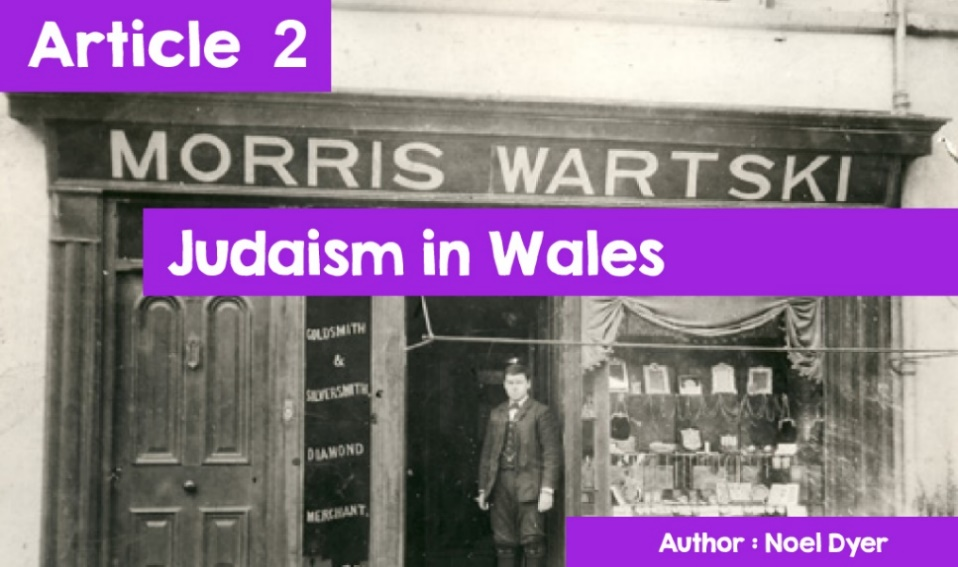 Article 2
MORRIS WARTSKI
Judaism in Wales
GOLDSMITH
&
SILVERSMITH,
DIAMOND
MERCHANT.
Author : Noel Dyer